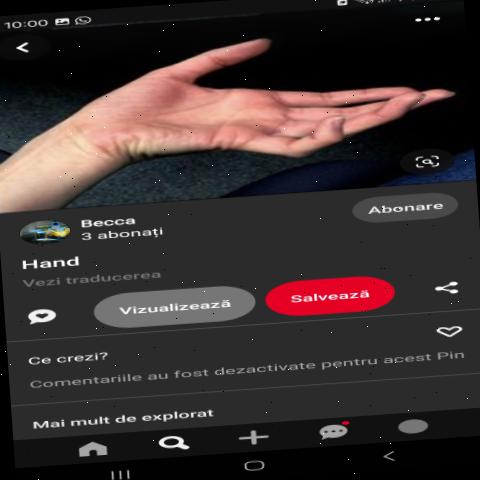 10:00
Becca
3 abonați
Abonare
Hand
Vezi traducerea
Vizualizează
Salvează
Ce crezi?
Comentariile au fost dezactivate pentru acest Pin
Mai mult de explorat